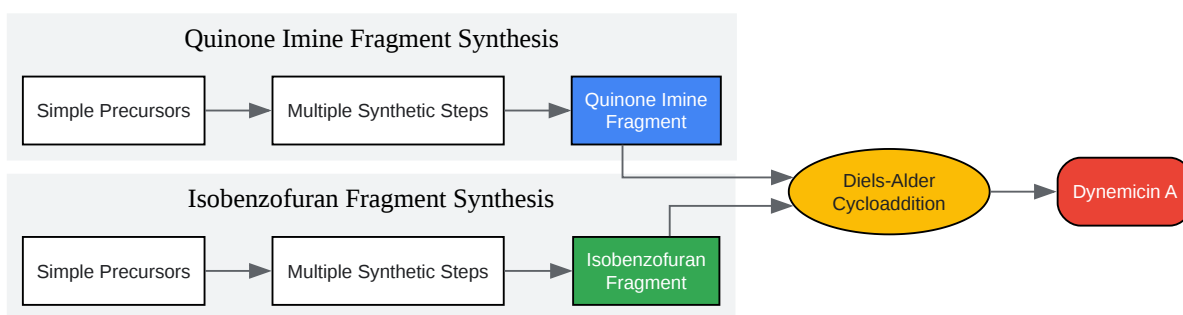 Quinone Imine Fragment Synthesis
Simple Precursors
Multiple Synthetic Steps
Quinone Imine
Fragment
Isobenzofuran Fragment Synthesis
Simple Precursors
Multiple Synthetic Steps
Isobenzofuran
Fragment
Diels-Alder
Cycloaddition
Dynemicin A